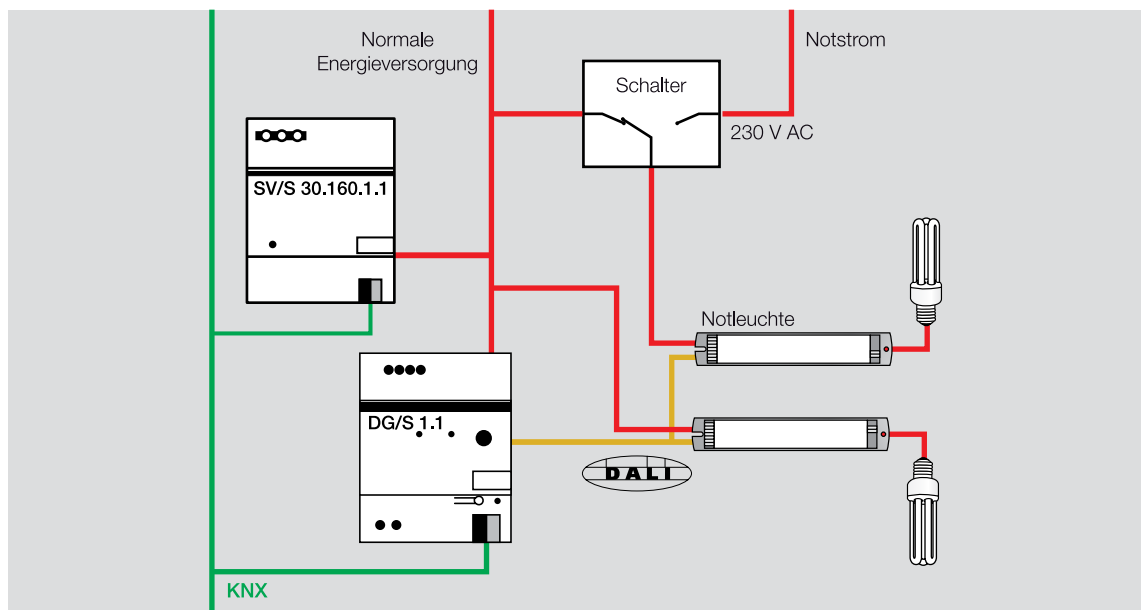 Normale
Energieversorgung
Notstrom
Schalter
230 V AC
SV/S 30.160.1.1
Notleuchte
DG/S 1.1
DALI
KNX